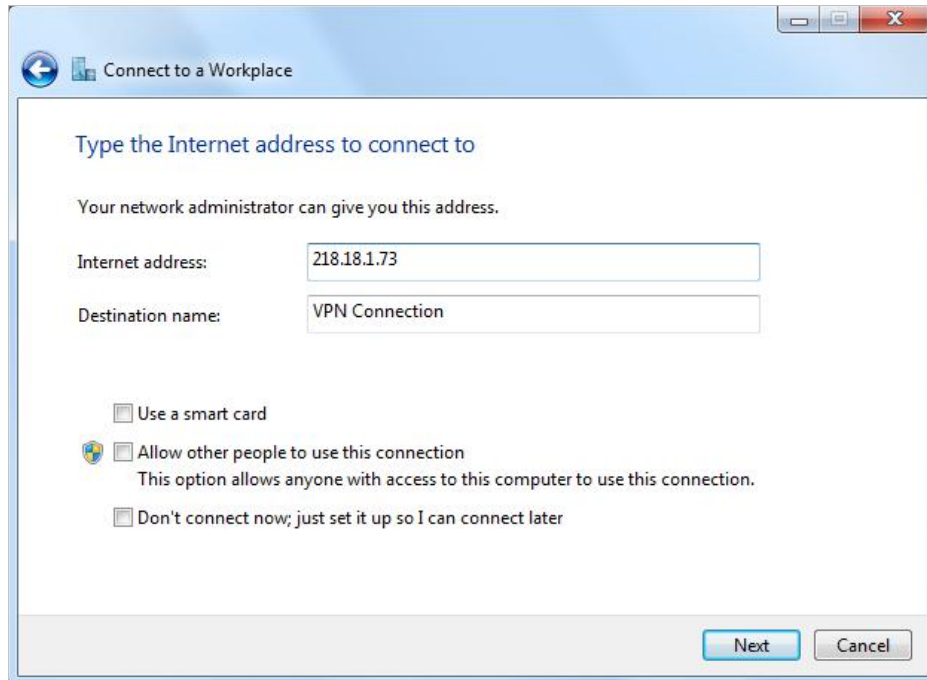 Connect to a Workplace
Type the Internet address to connect to
Your network administrator can give you this address.
Internet address: 218.18.1.73
Destination name: VPN Connection
Use a smart card
Allow other people to use this connection
This option allows anyone with access to this computer to use this connection.
Don't connect now; just set it up so I can connect later
Next Cancel